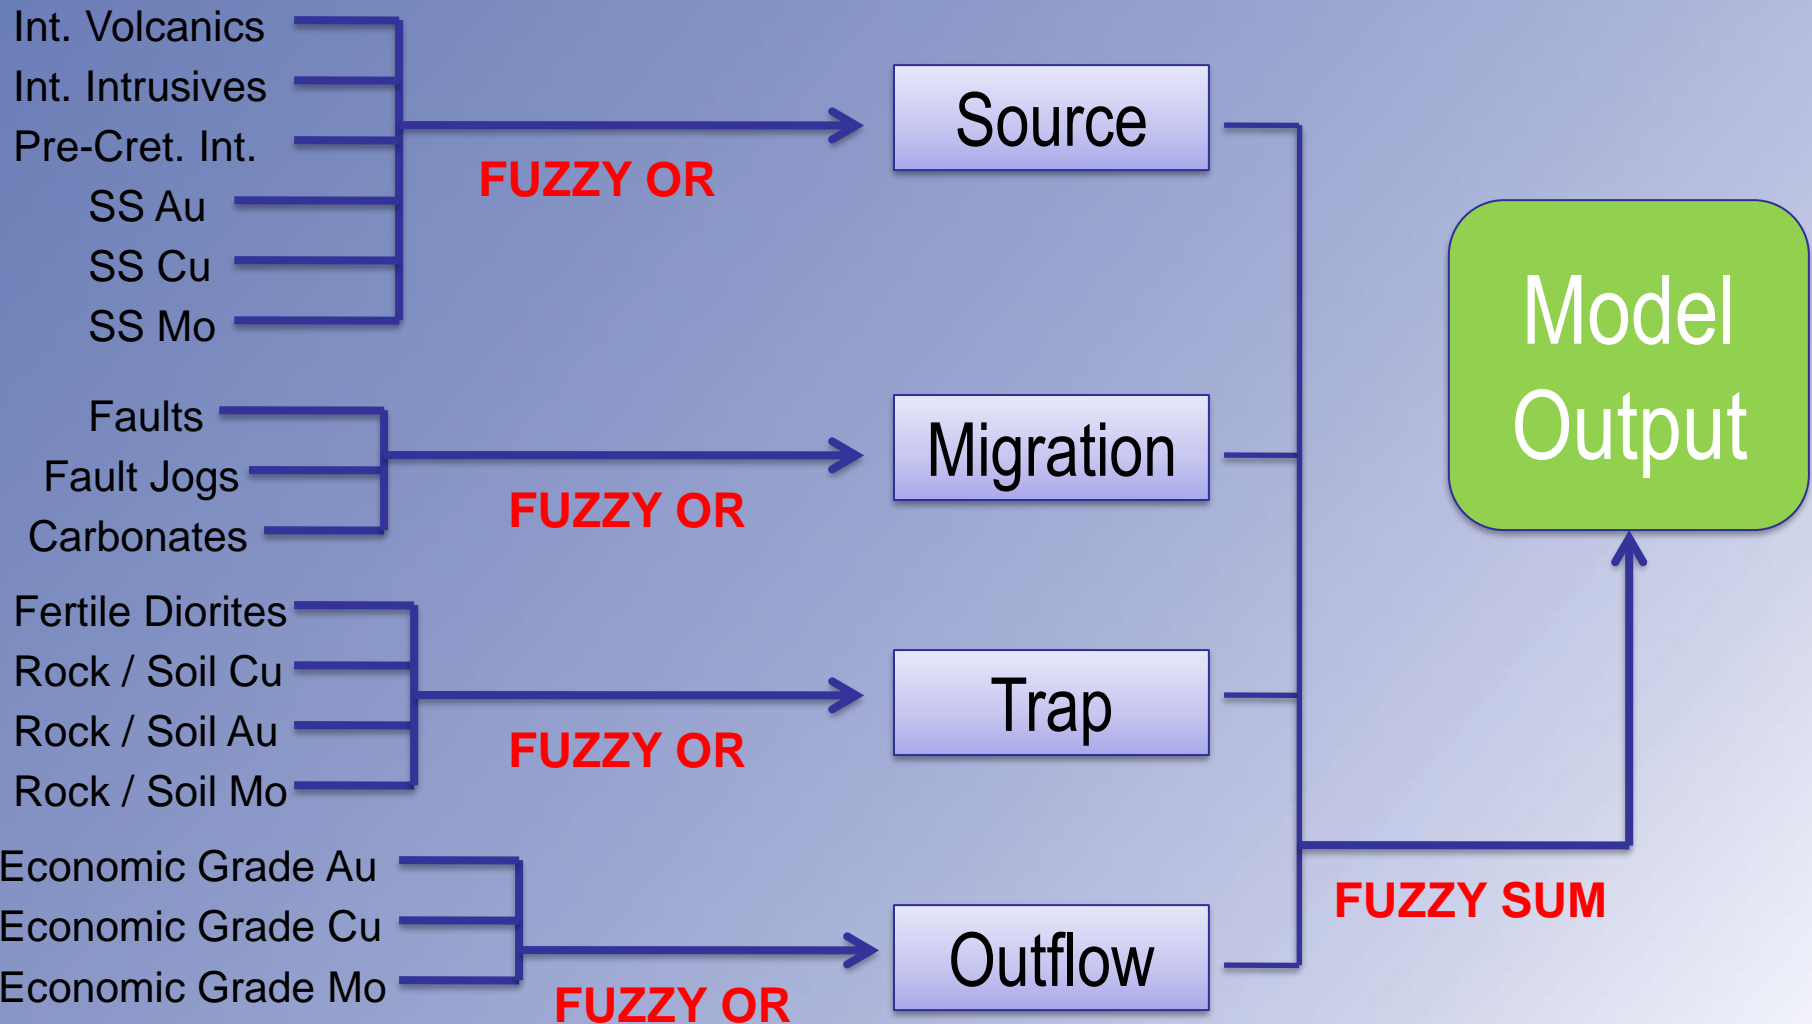 Int. Volcanics
Int. Intrusives
Pre-Cret. Int.
SS Au
SS Cu
SS Mo
FUZZY OR
Source
Faults
Fault Jogs
Carbonates
FUZZY OR
Migration
Fertile Diorites
Rock / Soil Cu
Rock / Soil Au
Rock / Soil Mo
FUZZY OR
Trap
Economic Grade Au
Economic Grade Cu
Economic Grade Mo
FUZZY OR
Outflow
FUZZY SUM
Model
Output